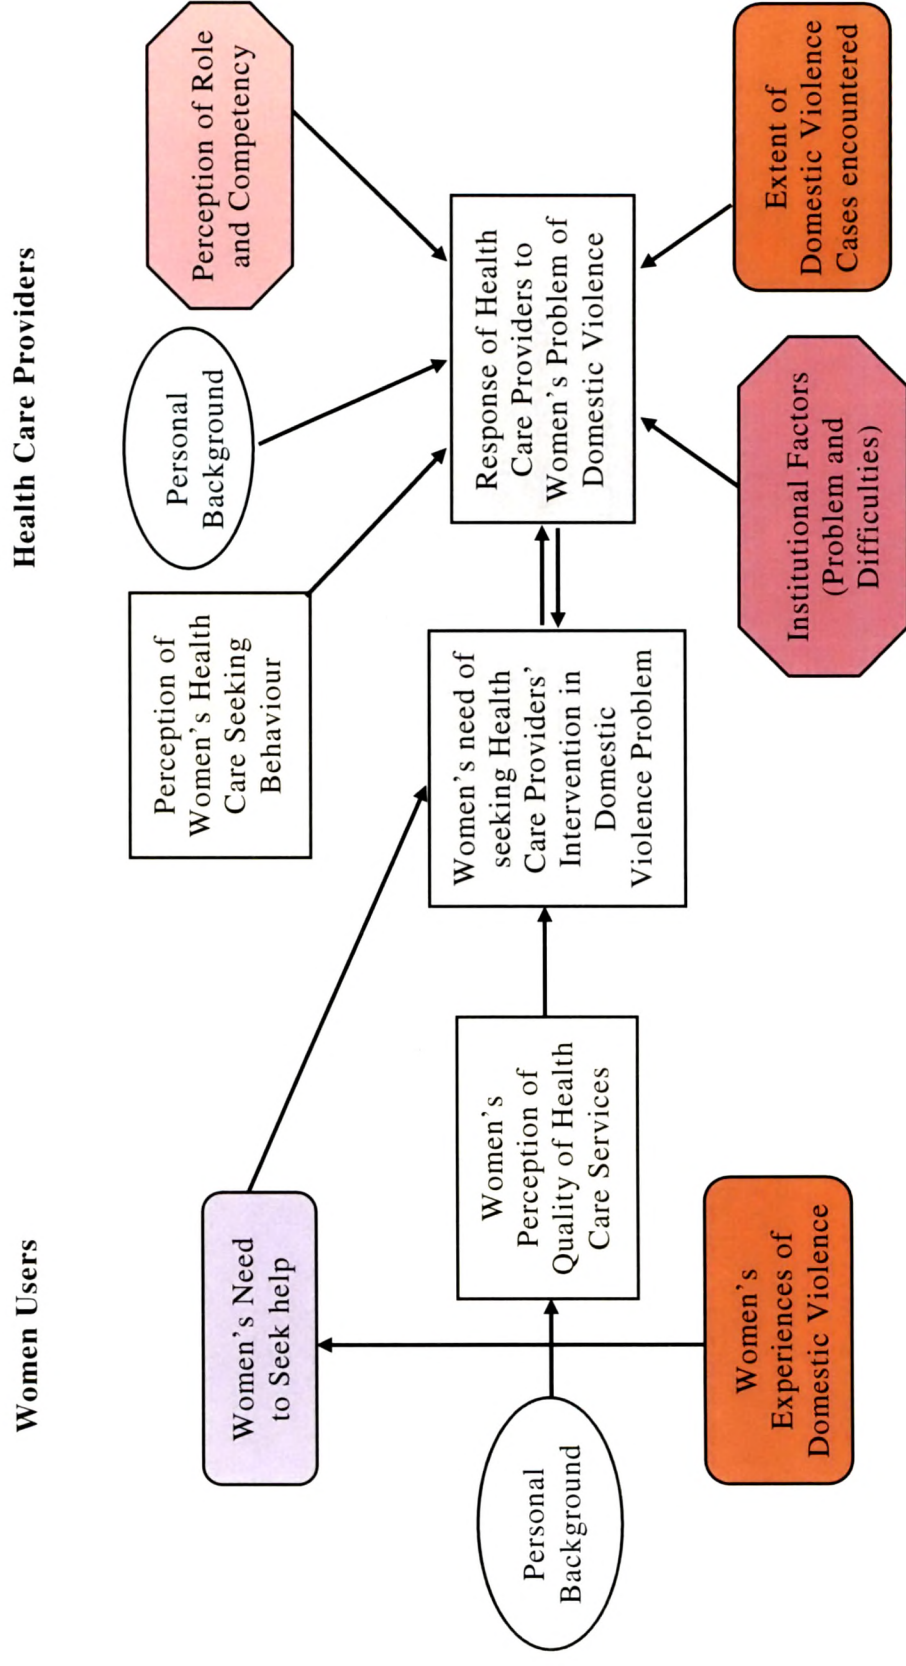 Women Users
Health Care Providers
Women's Need
to Seek help
Personal
Background
Women's
Experiences of
Domestic Violence
Women's
Perception of
Quality of Health
Care Services
Perception of
Women's Health
Care Seeking
Behaviour
Women's need of
seeking Health
Care Providers'
Intervention in
Domestic
Violence Problem
Personal
Background
Perception of Role
and Competency
Response of Health
Care Providers to
Women's Problem of
Domestic Violence
Institutional Factors
(Problem and
Difficulties)
Extent of
Domestic Violence
Cases encountered